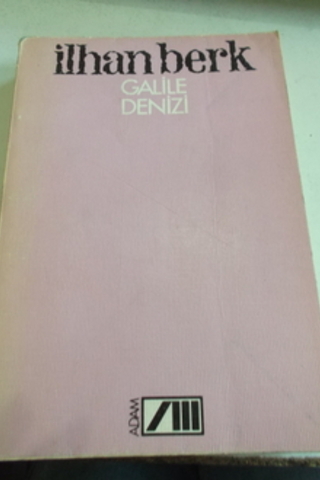 ilhan berk
GALİLE
DENİZİ
ADAM